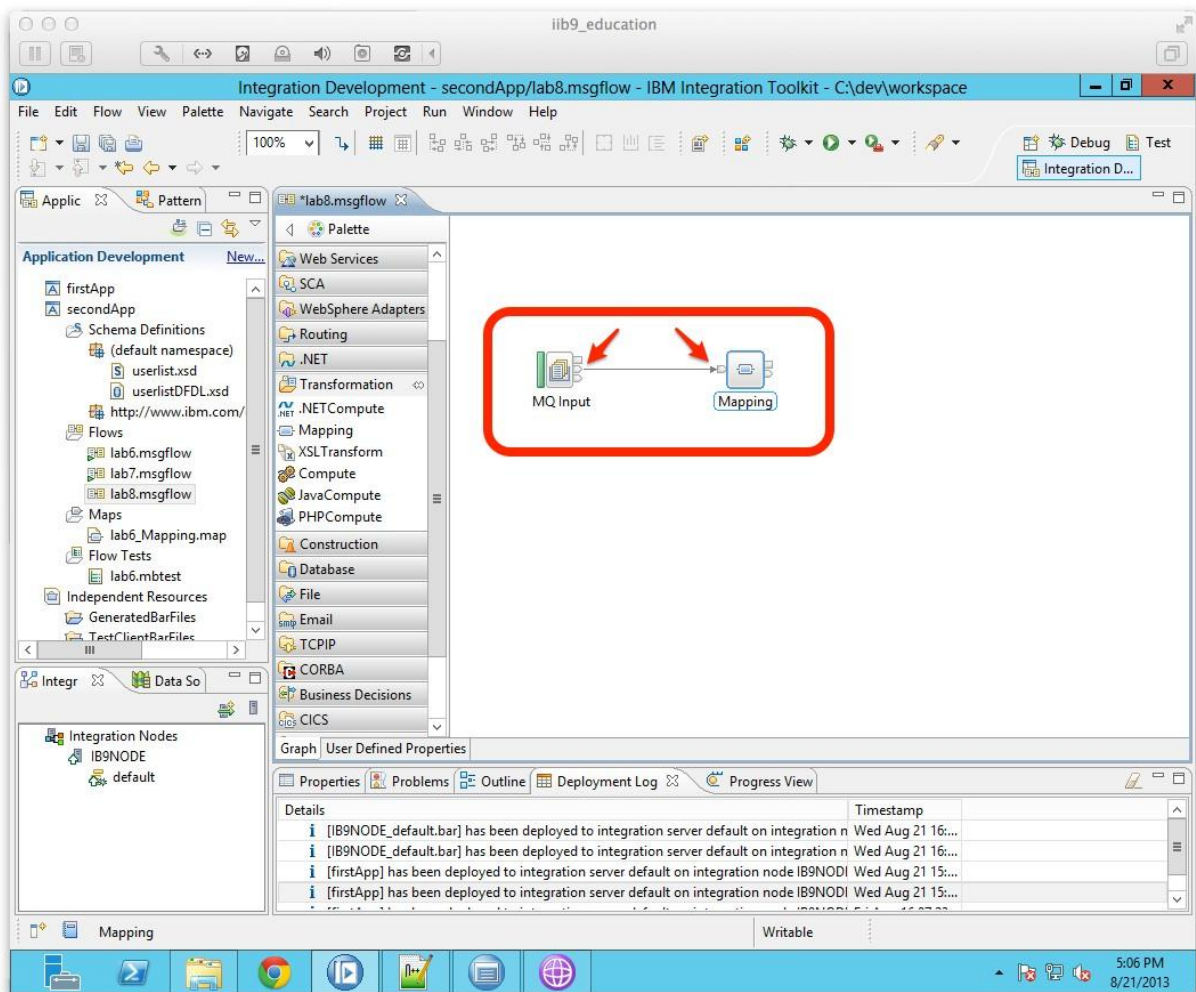 iib9_education
Integration Development - secondApp/lab8.msgflow - IBM Integration Toolkit - C:\dev\workspace
File Edit Flow View Palette Navigate Search Project Run Window Help
100%
Debug
Test
Integration D...
Applic
Pattern
Application Development New...
firstApp
secondApp
Schema Definitions
(default namespace)
userlist.xsd
userlistDFDL.xsd
http://www.ibm.com/
Flows
lab6.msgflow
lab7.msgflow
lab8.msgflow
Maps
lab6_Mapping.map
Flow Tests
lab6.mbtest
Independent Resources
GeneratedBarFiles
TestClientBarFiles
Integr
Data So
Integration Nodes
IB9NODE
default
*lab8.msgflow
Palette
Web Services
SCA
WebSphere Adapters
Routing
.NET
Transformation
.NETCompute
Mapping
XSLTransform
Compute
JavaCompute
PHPCompute
Construction
Database
File
Email
TCPIP
CORBA
Business Decisions
CICS
MQ Input
Mapping
Graph User Defined Properties
Properties Problems Outline Deployment Log Progress View
Details Timestamp
[IB9NODE_default.bar] has been deployed to integration server default on integration n Wed Aug 21 16:...
[IB9NODE_default.bar] has been deployed to integration server default on integration n Wed Aug 21 16:...
[firstApp] has been deployed to integration server default on integration node IB9NOD Wed Aug 21 15:...
[firstApp] has been deployed to integration server default on integration node IB9NOD Wed Aug 21 15:...
Mapping
Writable
5:06 PM
8/21/2013